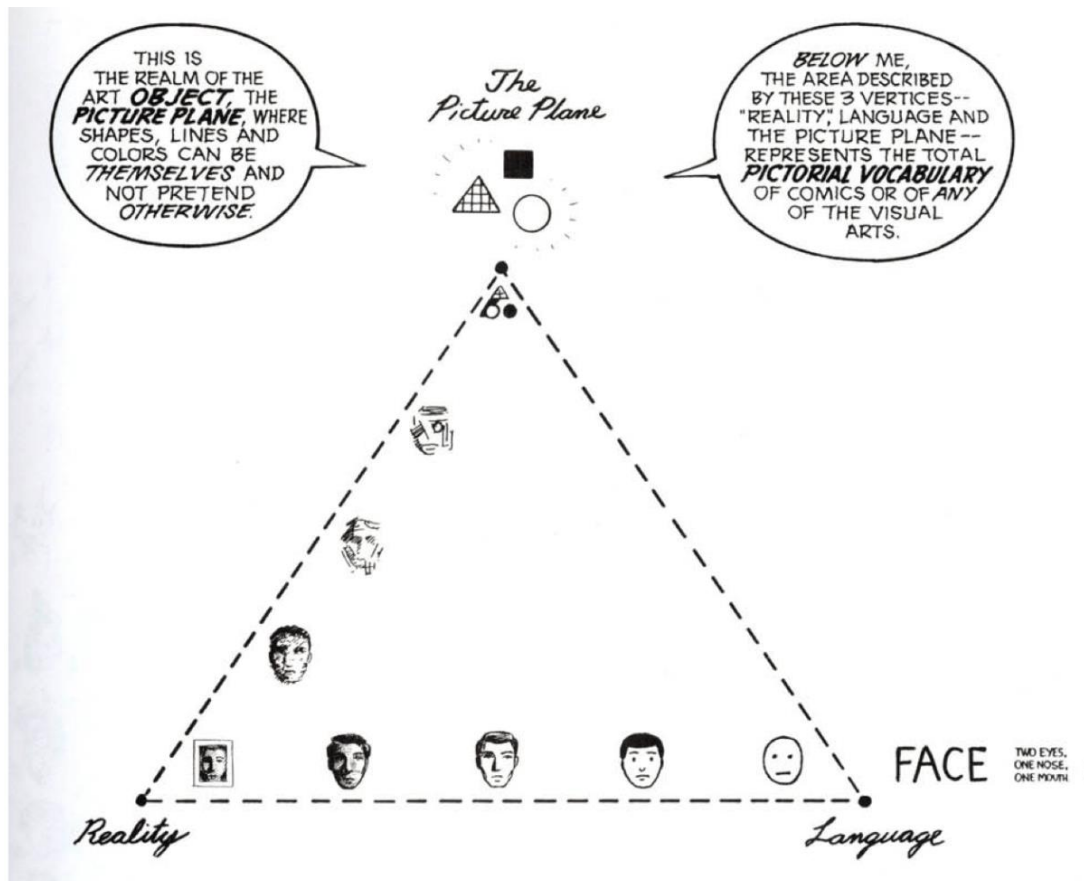 THIS IS
THE REALM OF THE
ART OBJECT, THE
PICTURE PLANE, WHERE
SHAPES, LINES AND
COLORS CAN BE
THEMSELVES AND
NOT PRETEND
OTHERWISE.
The
Picture Plane
BELOW ME,
THE AREA DESCRIBED
BY THESE 3 VERTICES--
"REALITY," LANGUAGE AND
THE PICTURE PLANE--
REPRESENTS THE TOTAL
PICTORIAL VOCABULARY
OF COMICS OR OF ANY
OF THE VISUAL
ARTS.
FACE
TWO EYES,
ONE NOSE,
ONE MOUTH
Reality
Language